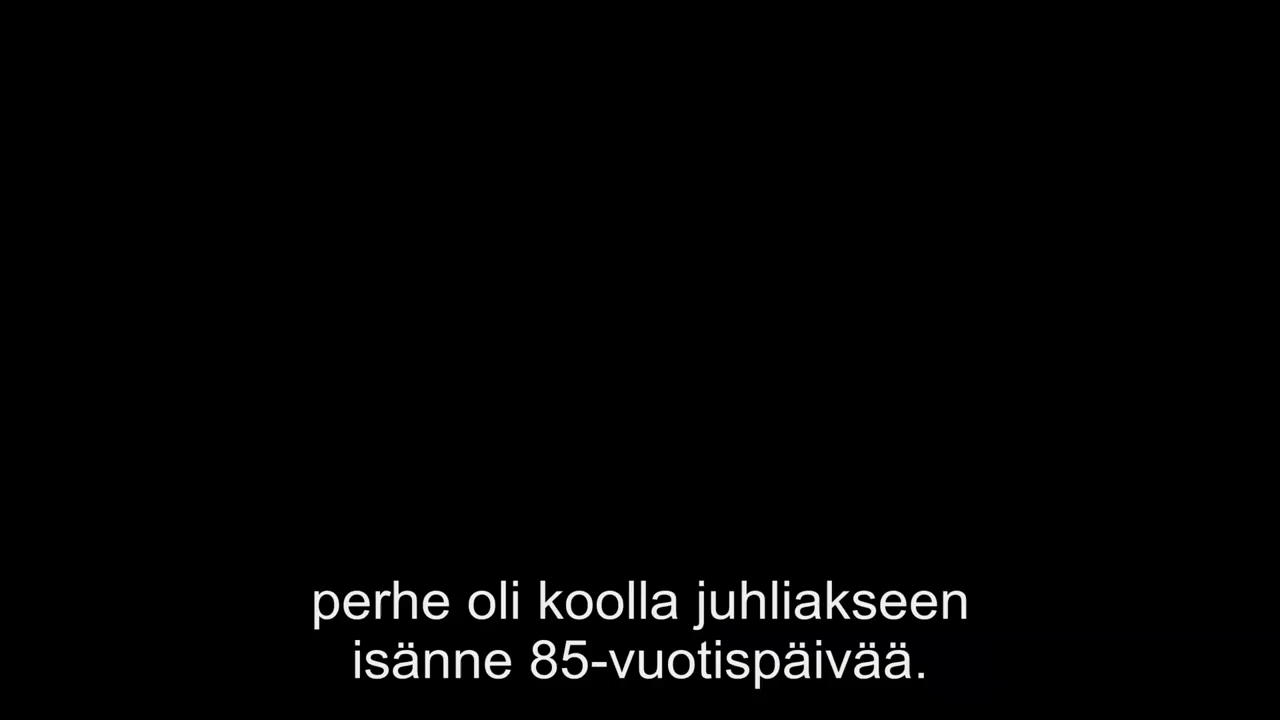 perhe oli koolla juhliakseen
isänne 85-vuotispäivää.